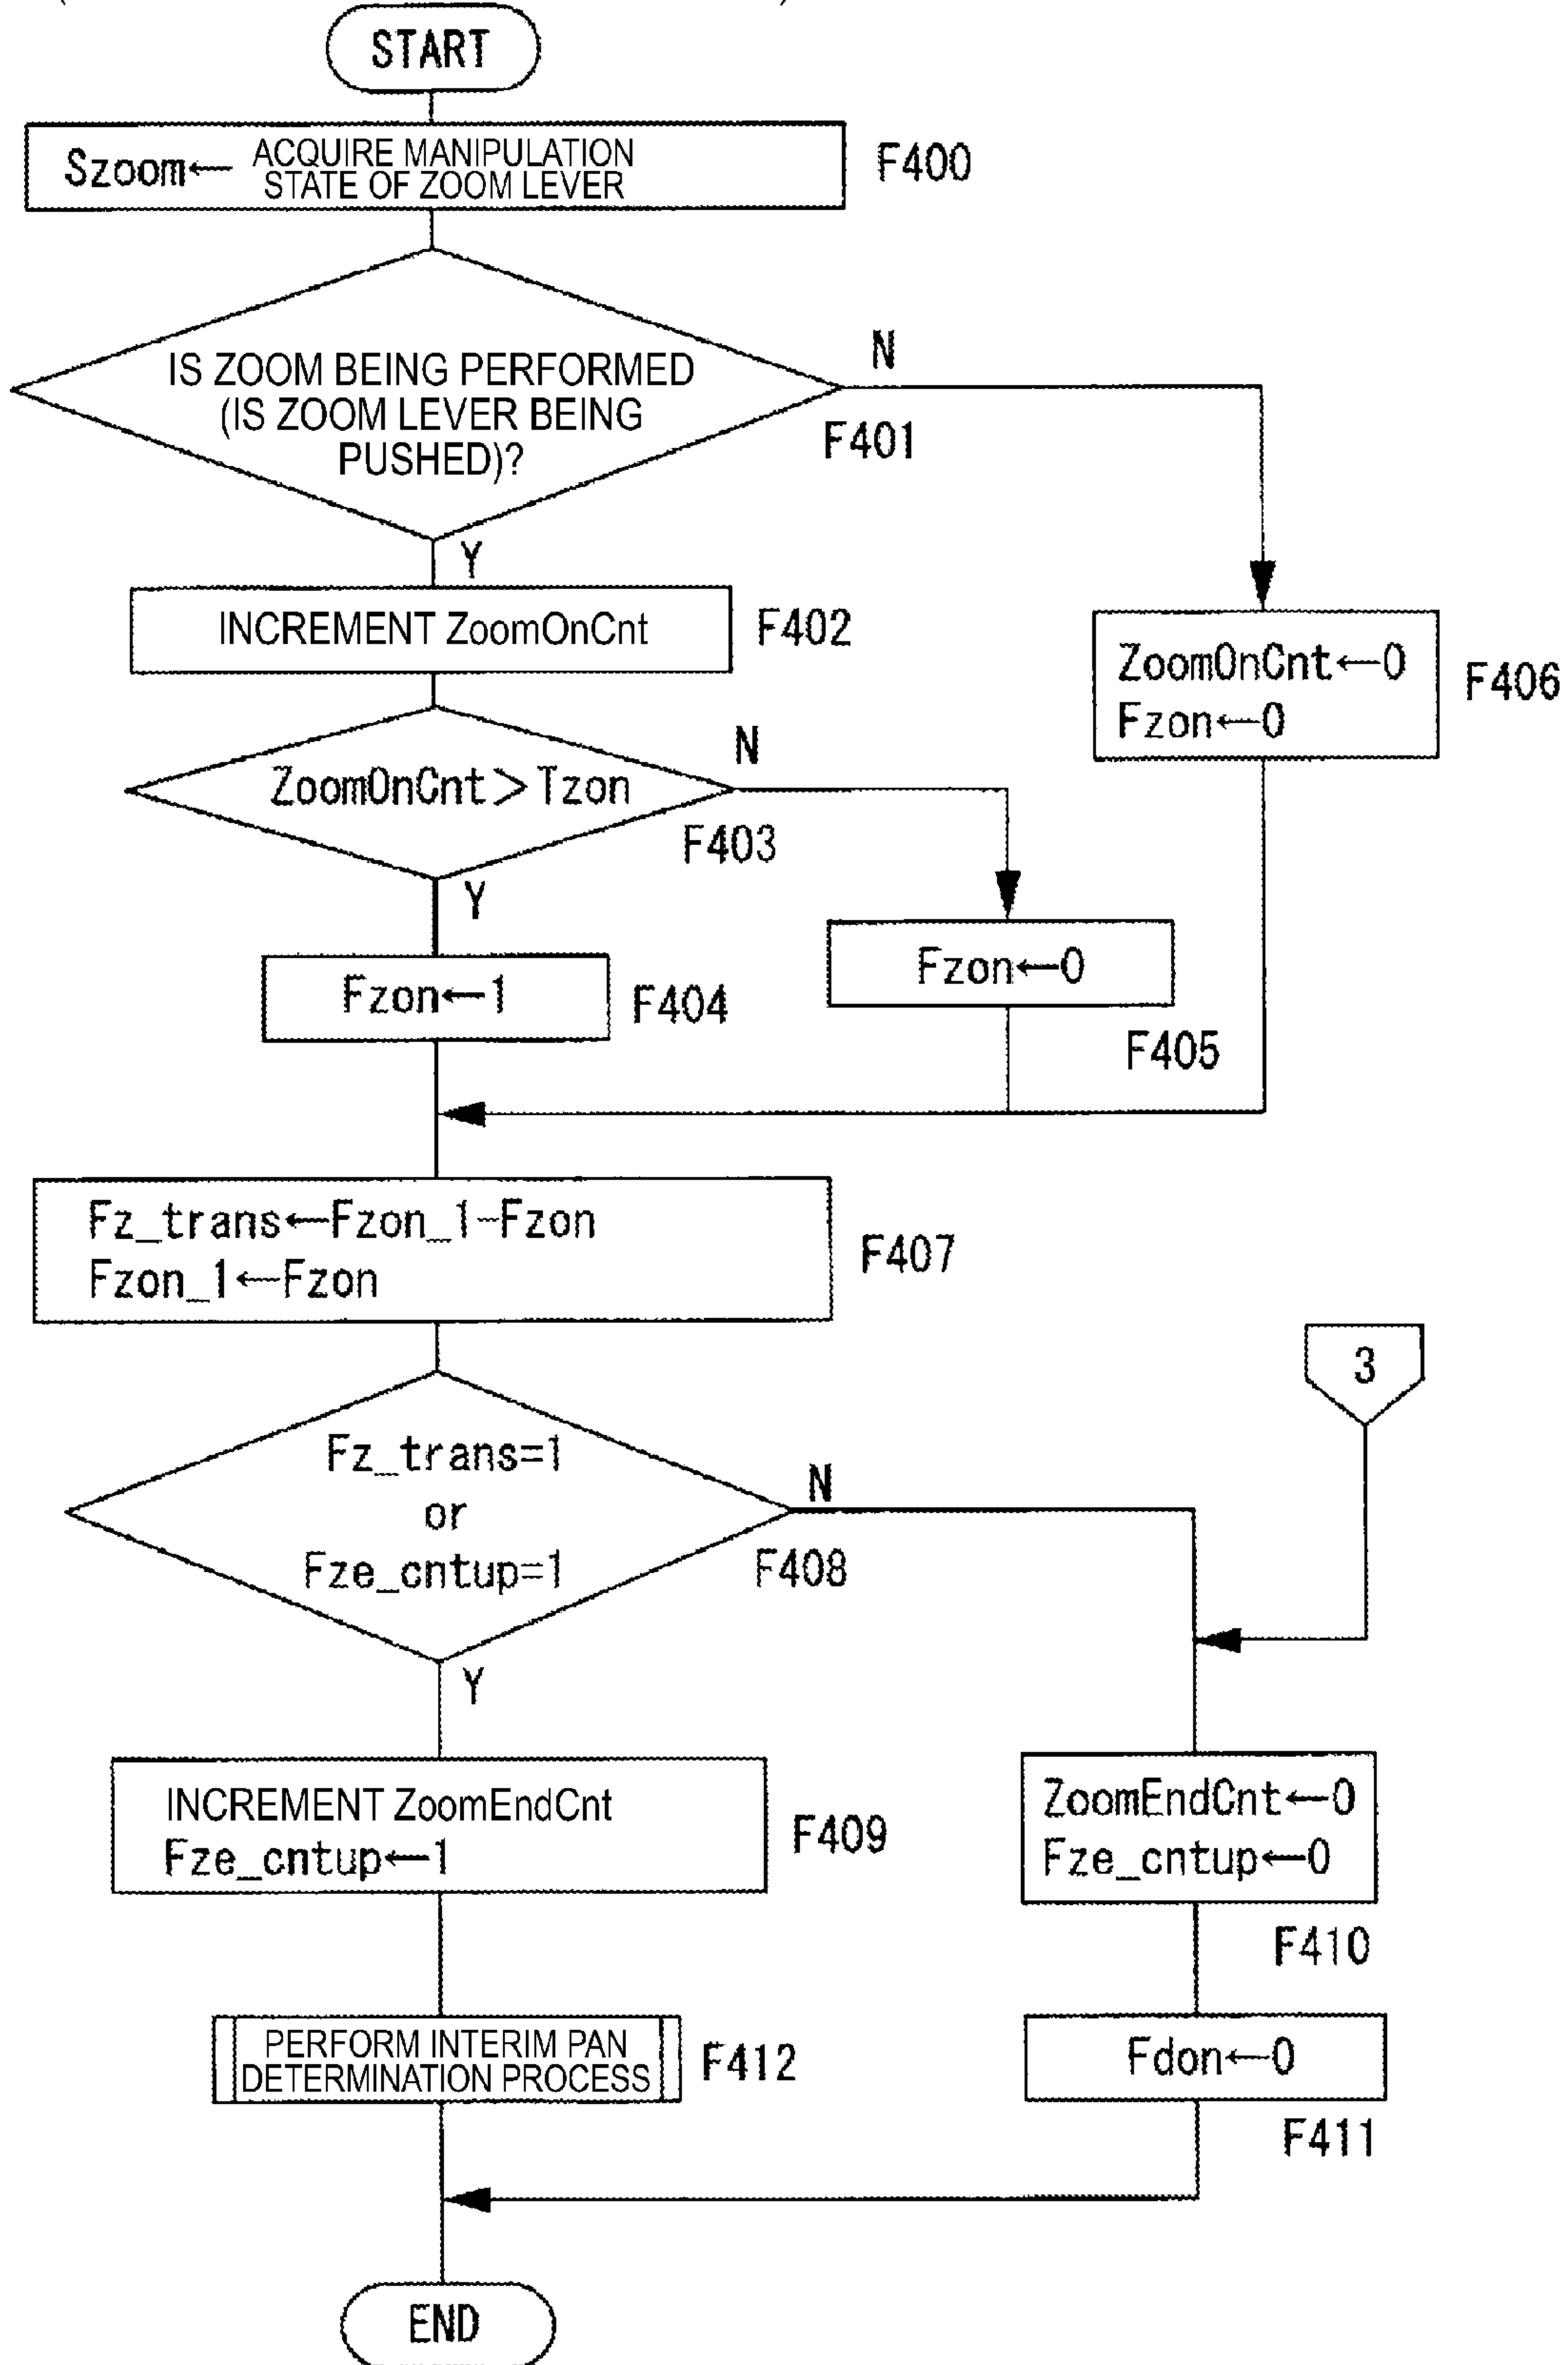 START
Szoom← ACQUIRE MANIPULATION
STATE OF ZOOM LEVER
F400
IS ZOOM BEING PERFORMED
(IS ZOOM LEVER BEING
PUSHED)?
N
F401
Y
INCREMENT ZoomOnCnt
F402
ZoomOnCnt←0
Fzon←0
F406
ZoomOnCnt>Tzon
N
F403
Y
Fzon←1
F404
Fzon←0
F405
Fz_trans←Fzon_1-Fzon
Fzon_1←Fzon
F407
3
Fz_trans=1
or
Fze_cntup=1
N
F408
Y
INCREMENT ZoomEndCnt
Fze_cntup←1
F409
ZoomEndCnt←0
Fze_cntup←0
F410
PERFORM INTERIM PAN
DETERMINATION PROCESS
F412
Fdon←0
F411
END